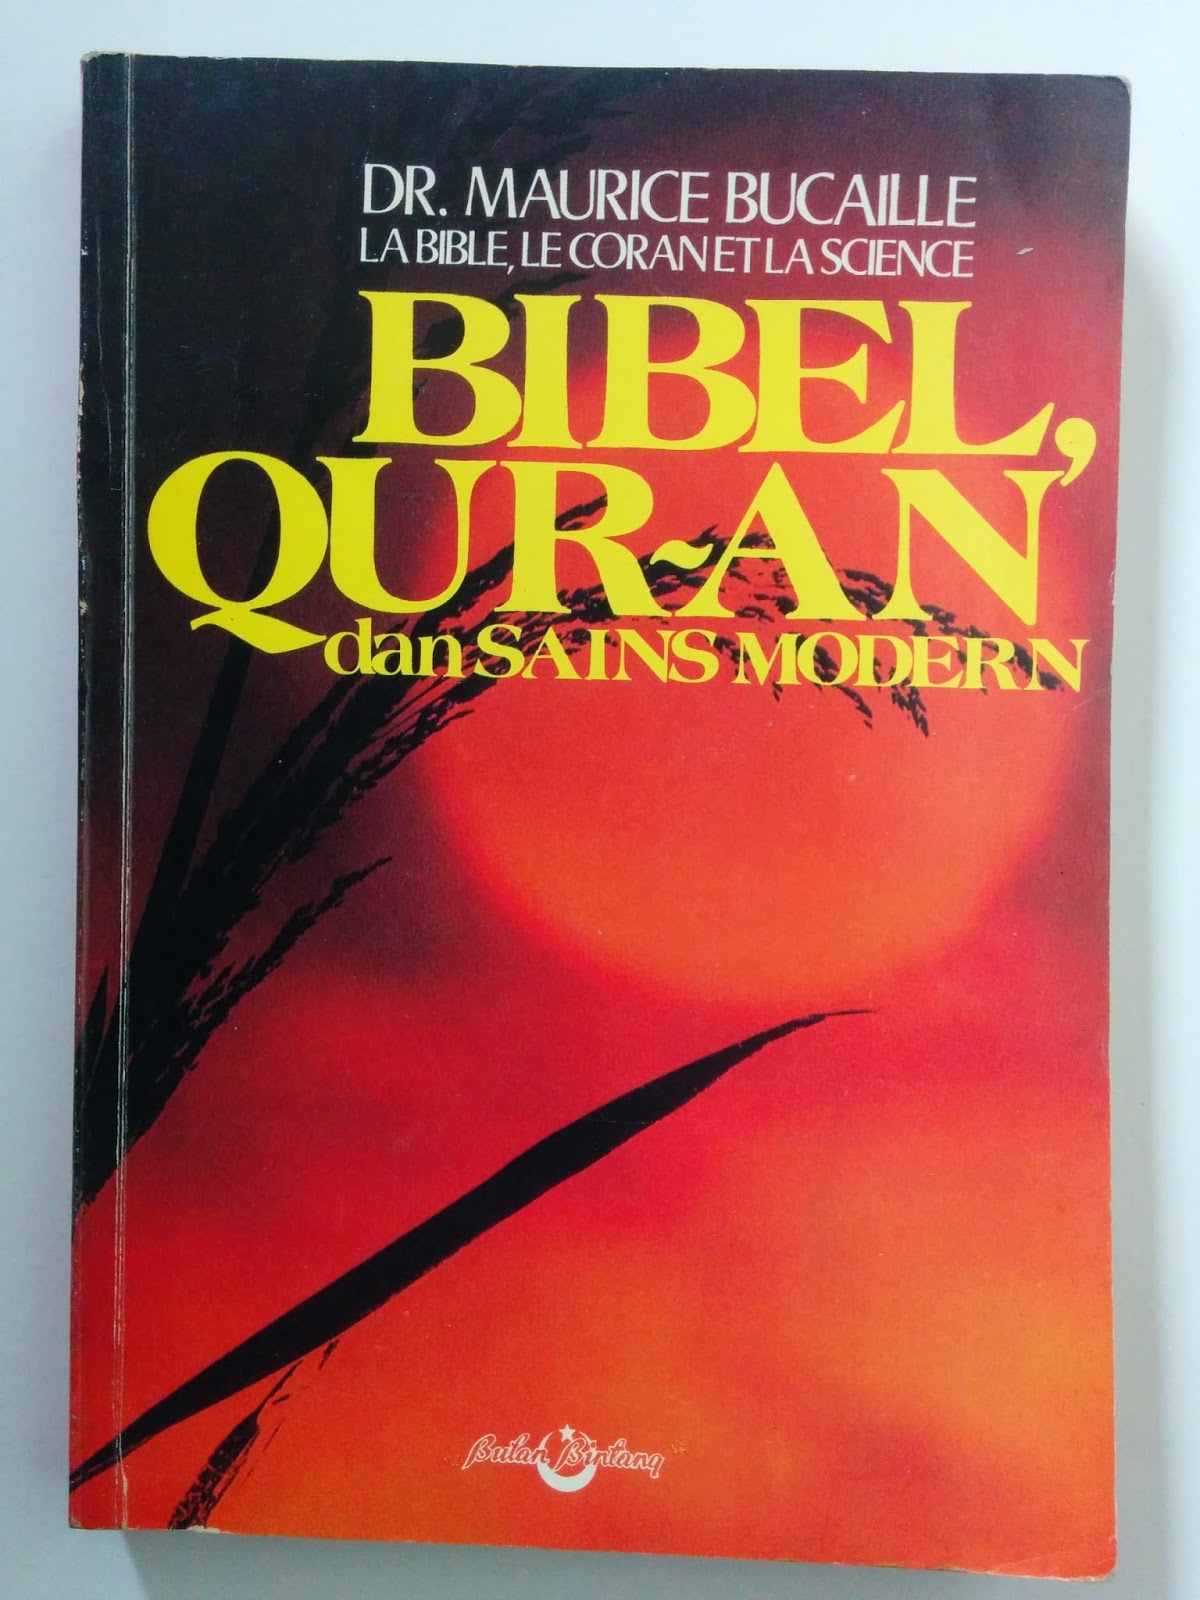 DR. MAURICE BUCAILLE
LA BIBLE, LE CORAN ET LA SCIENCE
BIBEL,
QUR-AN
dan SAINS MODERN
Bulan Bintang